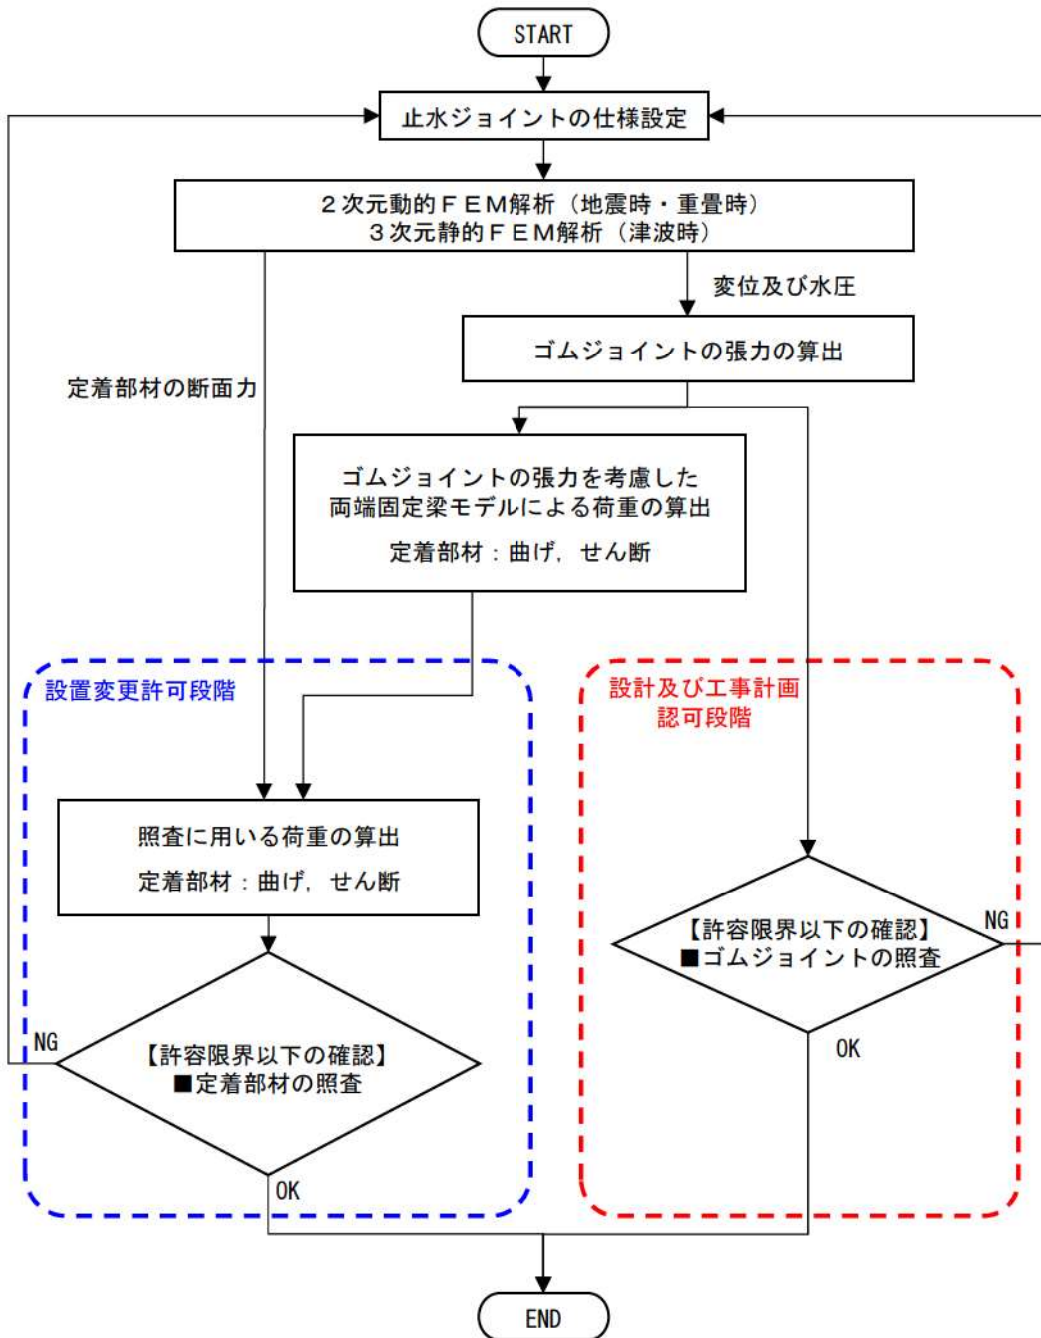 START
止水ジョイントの仕様設定
２次元動的ＦＥＭ解析（地震時・重畳時）
３次元静的ＦＥＭ解析（津波時）
変位及び水圧
ゴムジョイントの張力の算出
定着部材の断面力
ゴムジョイントの張力を考慮した
両端固定梁モデルによる荷重の算出
定着部材：曲げ，せん断
設置変更許可段階
設計及び工事計画
認可段階
照査に用いる荷重の算出
定着部材：曲げ，せん断
【許容限界以下の確認】
■ゴムジョイントの照査
NG
OK
NG
【許容限界以下の確認】
■定着部材の照査
OK
END